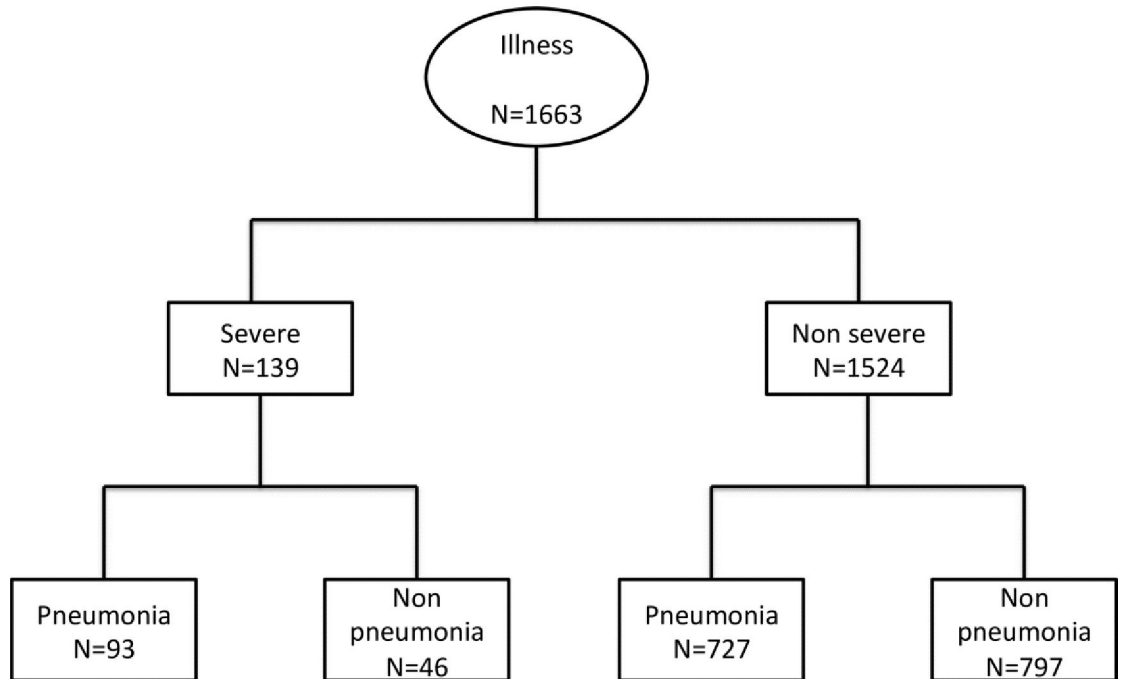 Illness
N=1663
Severe
N=139
Non severe
N=1524
Pneumonia
N=93
Non
pneumonia
N=46
Pneumonia
N=727
Non
pneumonia
N=797